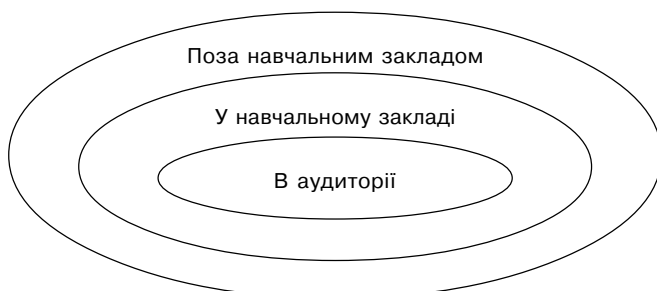 Поза навчальним закладом
У навчальному закладі
В аудиторії